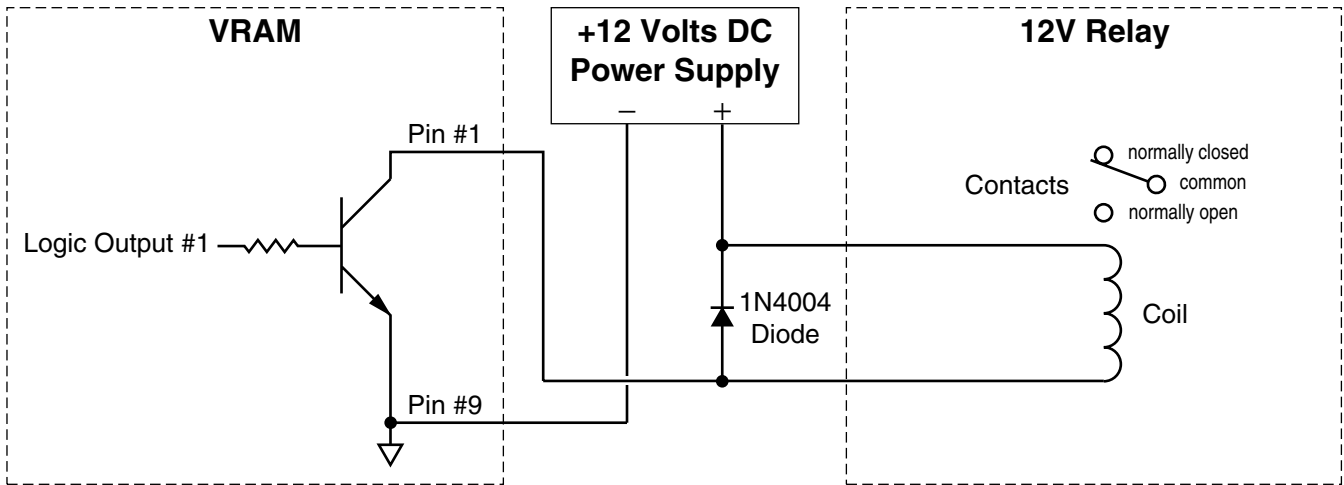 VRAM
+12 Volts DC
Power Supply
− +
12V Relay
Pin #1
Logic Output #1
Pin #9
1N4004
Diode
Contacts
normally closed
common
normally open
Coil